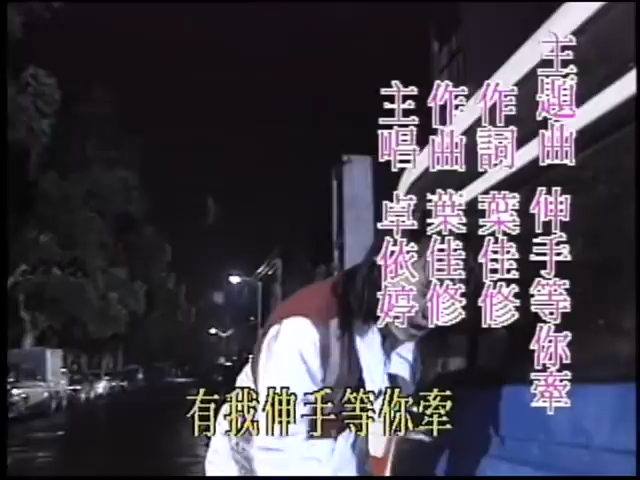 主題曲 伸手等你牽
作詞 葉佳修
作曲 葉佳修
主唱 卓依婷
有我伸手等你牽